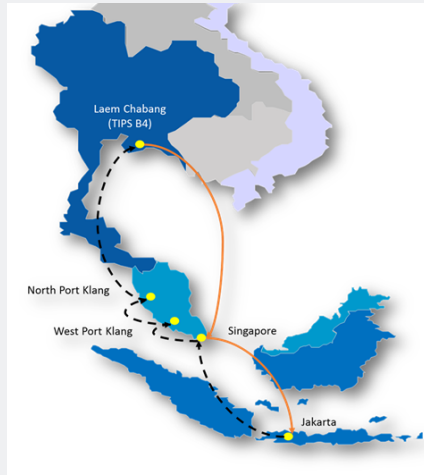 Laem Chabang
(TIPS B4)
North Port Klang
West Port Klang
Singapore
Jakarta